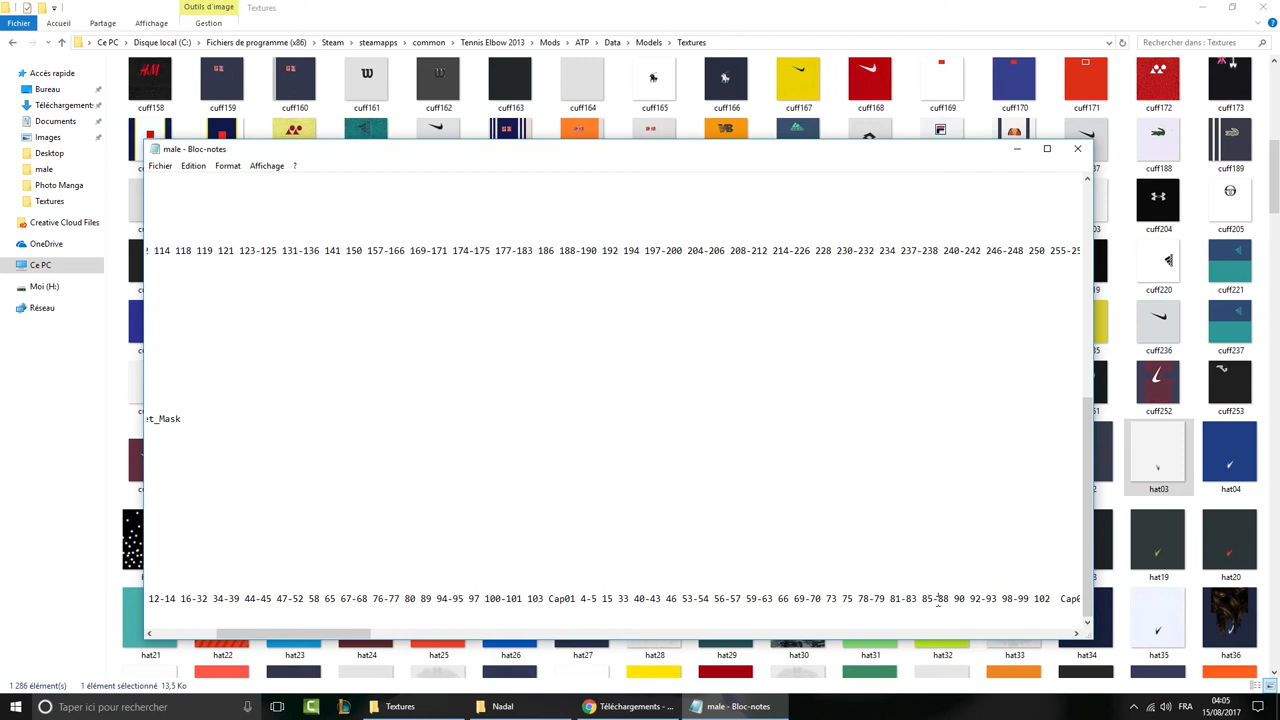 Outils d'image
Textures
Fichier Accueil Partage Affichage Gestion
Ce PC Disque local (C:) Fichiers de programme (x86) Steam steamapps common Tennis Elbow 2013 Mods ATP Data Models Textures
Rechercher dans : Textures
Accès rapide
Bureau
Téléchargement:
Documents
Images
Desktop
male
Photo Manga
Textures
Creative Cloud Files
OneDrive
Ce PC
Moi (H:)
Réseau
cuff158 cuff159 cuff160 cuff161 cuff162 cuff163 cuff164 cuff165 cuff166 cuff167 cuff168 cuff169 cuff170 cuff171 cuff172 cuff173
cuff188 cuff189
cuff205
cuff220 cuff221
cuff236 cuff237
cuff252 cuff253
hat03 hat04
hat19 hat20
hat21 hat22 hat23 hat24 hat25 hat26 hat27 hat28 hat29 hat30 hat31 hat32 hat33 hat34 hat35 hat36
male - Bloc-notes
Fichier Edition Format Affichage ?
114 118 119 121 123-125 131-136 141 150 157-166 169-171 174-175 177-183 186 188-190 192 194 197-200 204-206 208-212 214-226 228 230-232 234 237-238 240-242 246-248 250 255-25
et_Mask
12-14 16-32 34-39 44-45 47-52 58 65 67-68 76-77 80 89 94-95 97 100-101 103 Cap01 4-5 15 33 40-43 46 53-54 56-57 59-63 66 69-70 73 75 78-79 81-83 85-88 90 92-93 98-99 102 Cap0
1 286 élément(s) 1 élément sélectionné 13,5 Ko
Taper ici pour rechercher
Textures
Nadal
Téléchargements - ...
male - Bloc-notes
FRA
04:05
15/08/2017